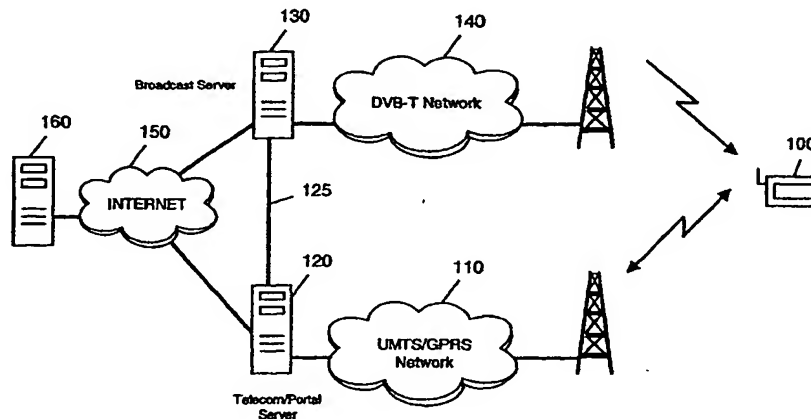 130
140
Broadcast Server
DVB-T Network
160
150
100
INTERNET
125
120
110
UMTS/GPRS
Network
Telecom/Portal
Server